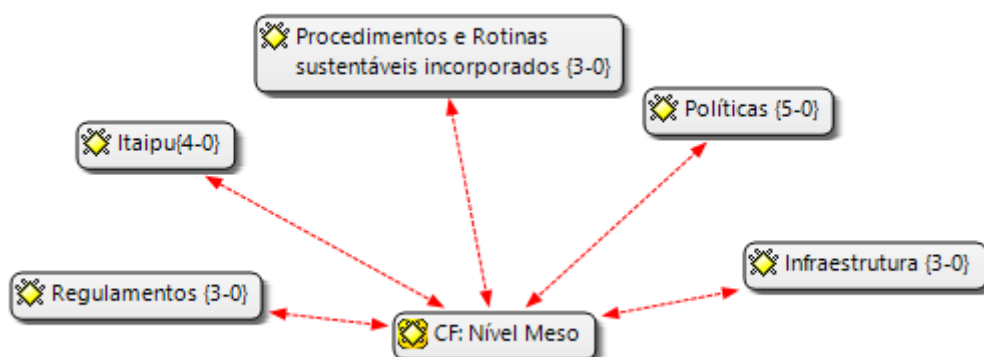 Procedimentos e Rotinas
sustentáveis incorporados {3-0}
Políticas {5-0}
Itaipu{4-0}
Infraestrutura {3-0}
Regulamentos {3-0}
CF: Nível Meso